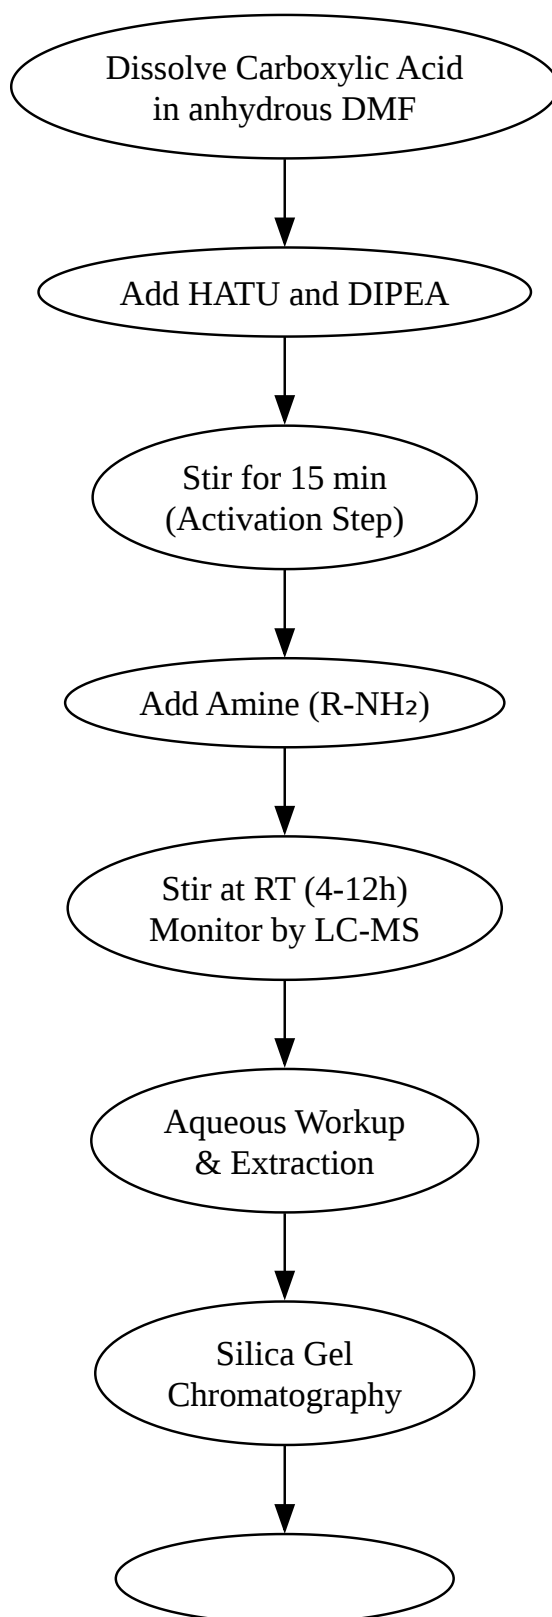 Dissolve Carboxylic Acid
in anhydrous DMF
Add HATU and DIPEA
Stir for 15 min
(Activation Step)
Add Amine (R-NH₂)
Stir at RT (4-12h)
Monitor by LC-MS
Aqueous Workup
& Extraction
Silica Gel
Chromatography